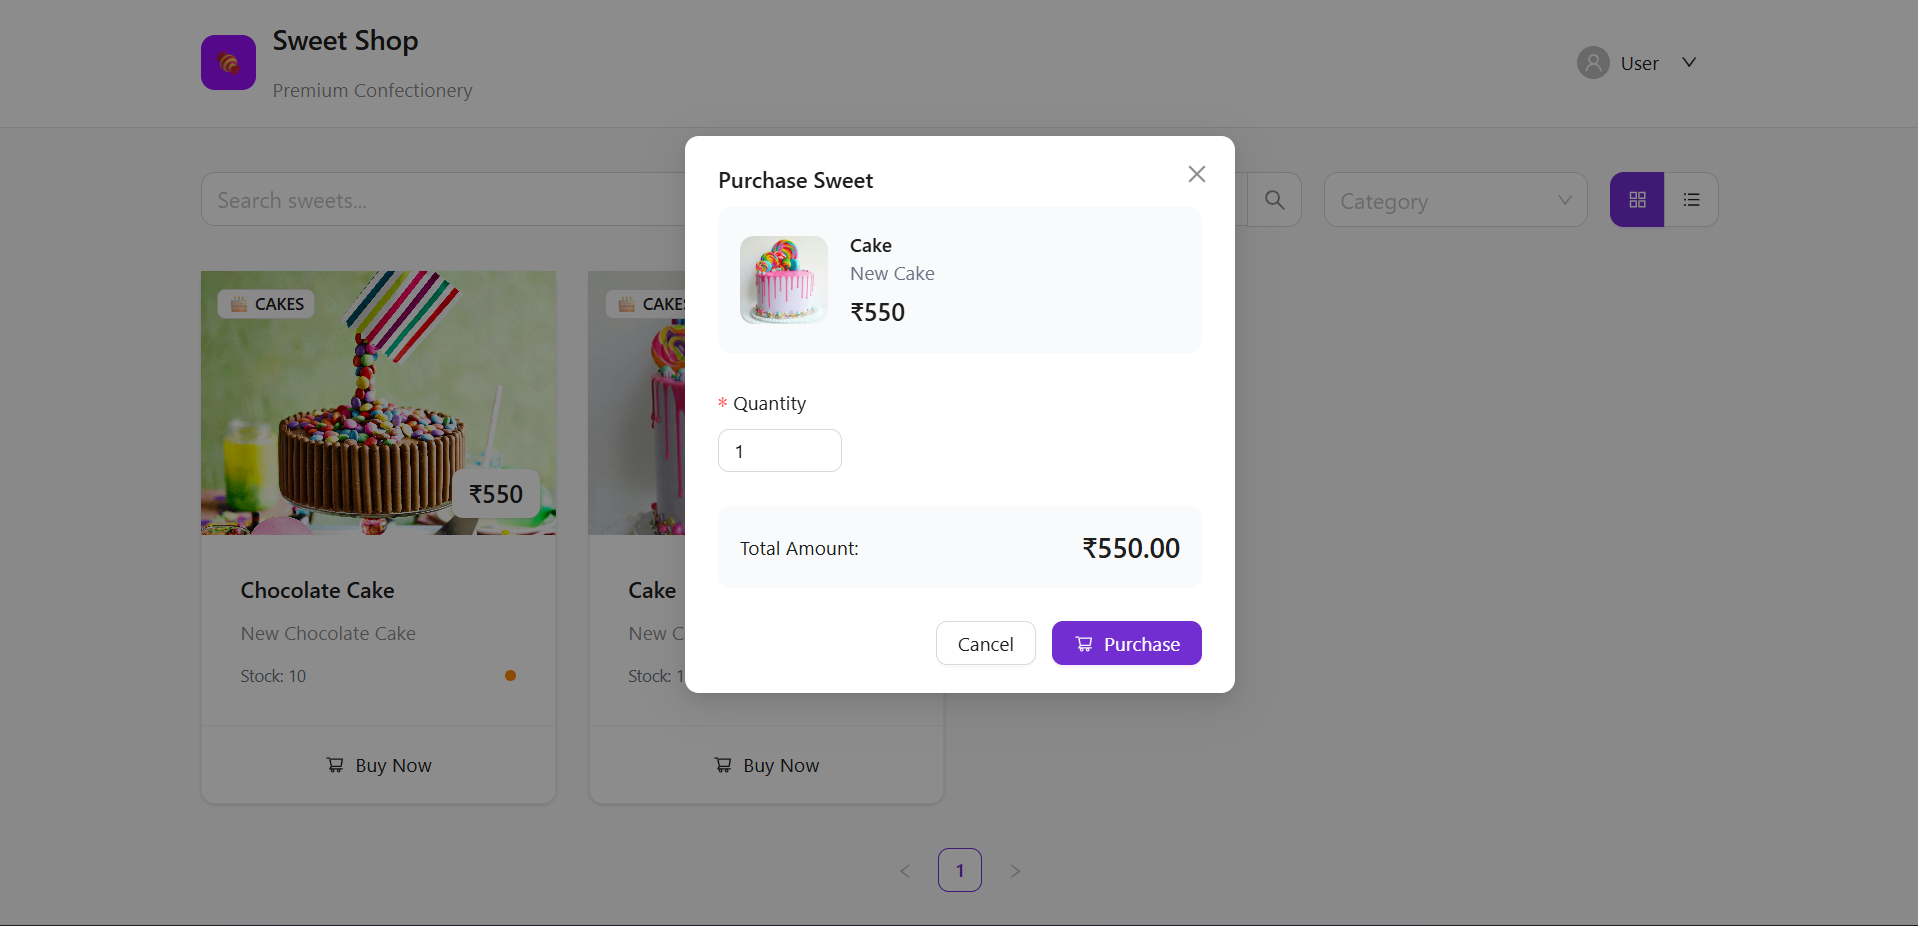 Sweet Shop
Premium Confectionery
User
Search sweets...
Category
CAKES
₹550
Chocolate Cake
New Chocolate Cake
Stock: 10
Buy Now
CAKES
Cake
New C
Stock: 1
Buy Now
1
Purchase Sweet
Cake
New Cake
₹550
* Quantity
1
Total Amount:
₹550.00
Cancel
Purchase